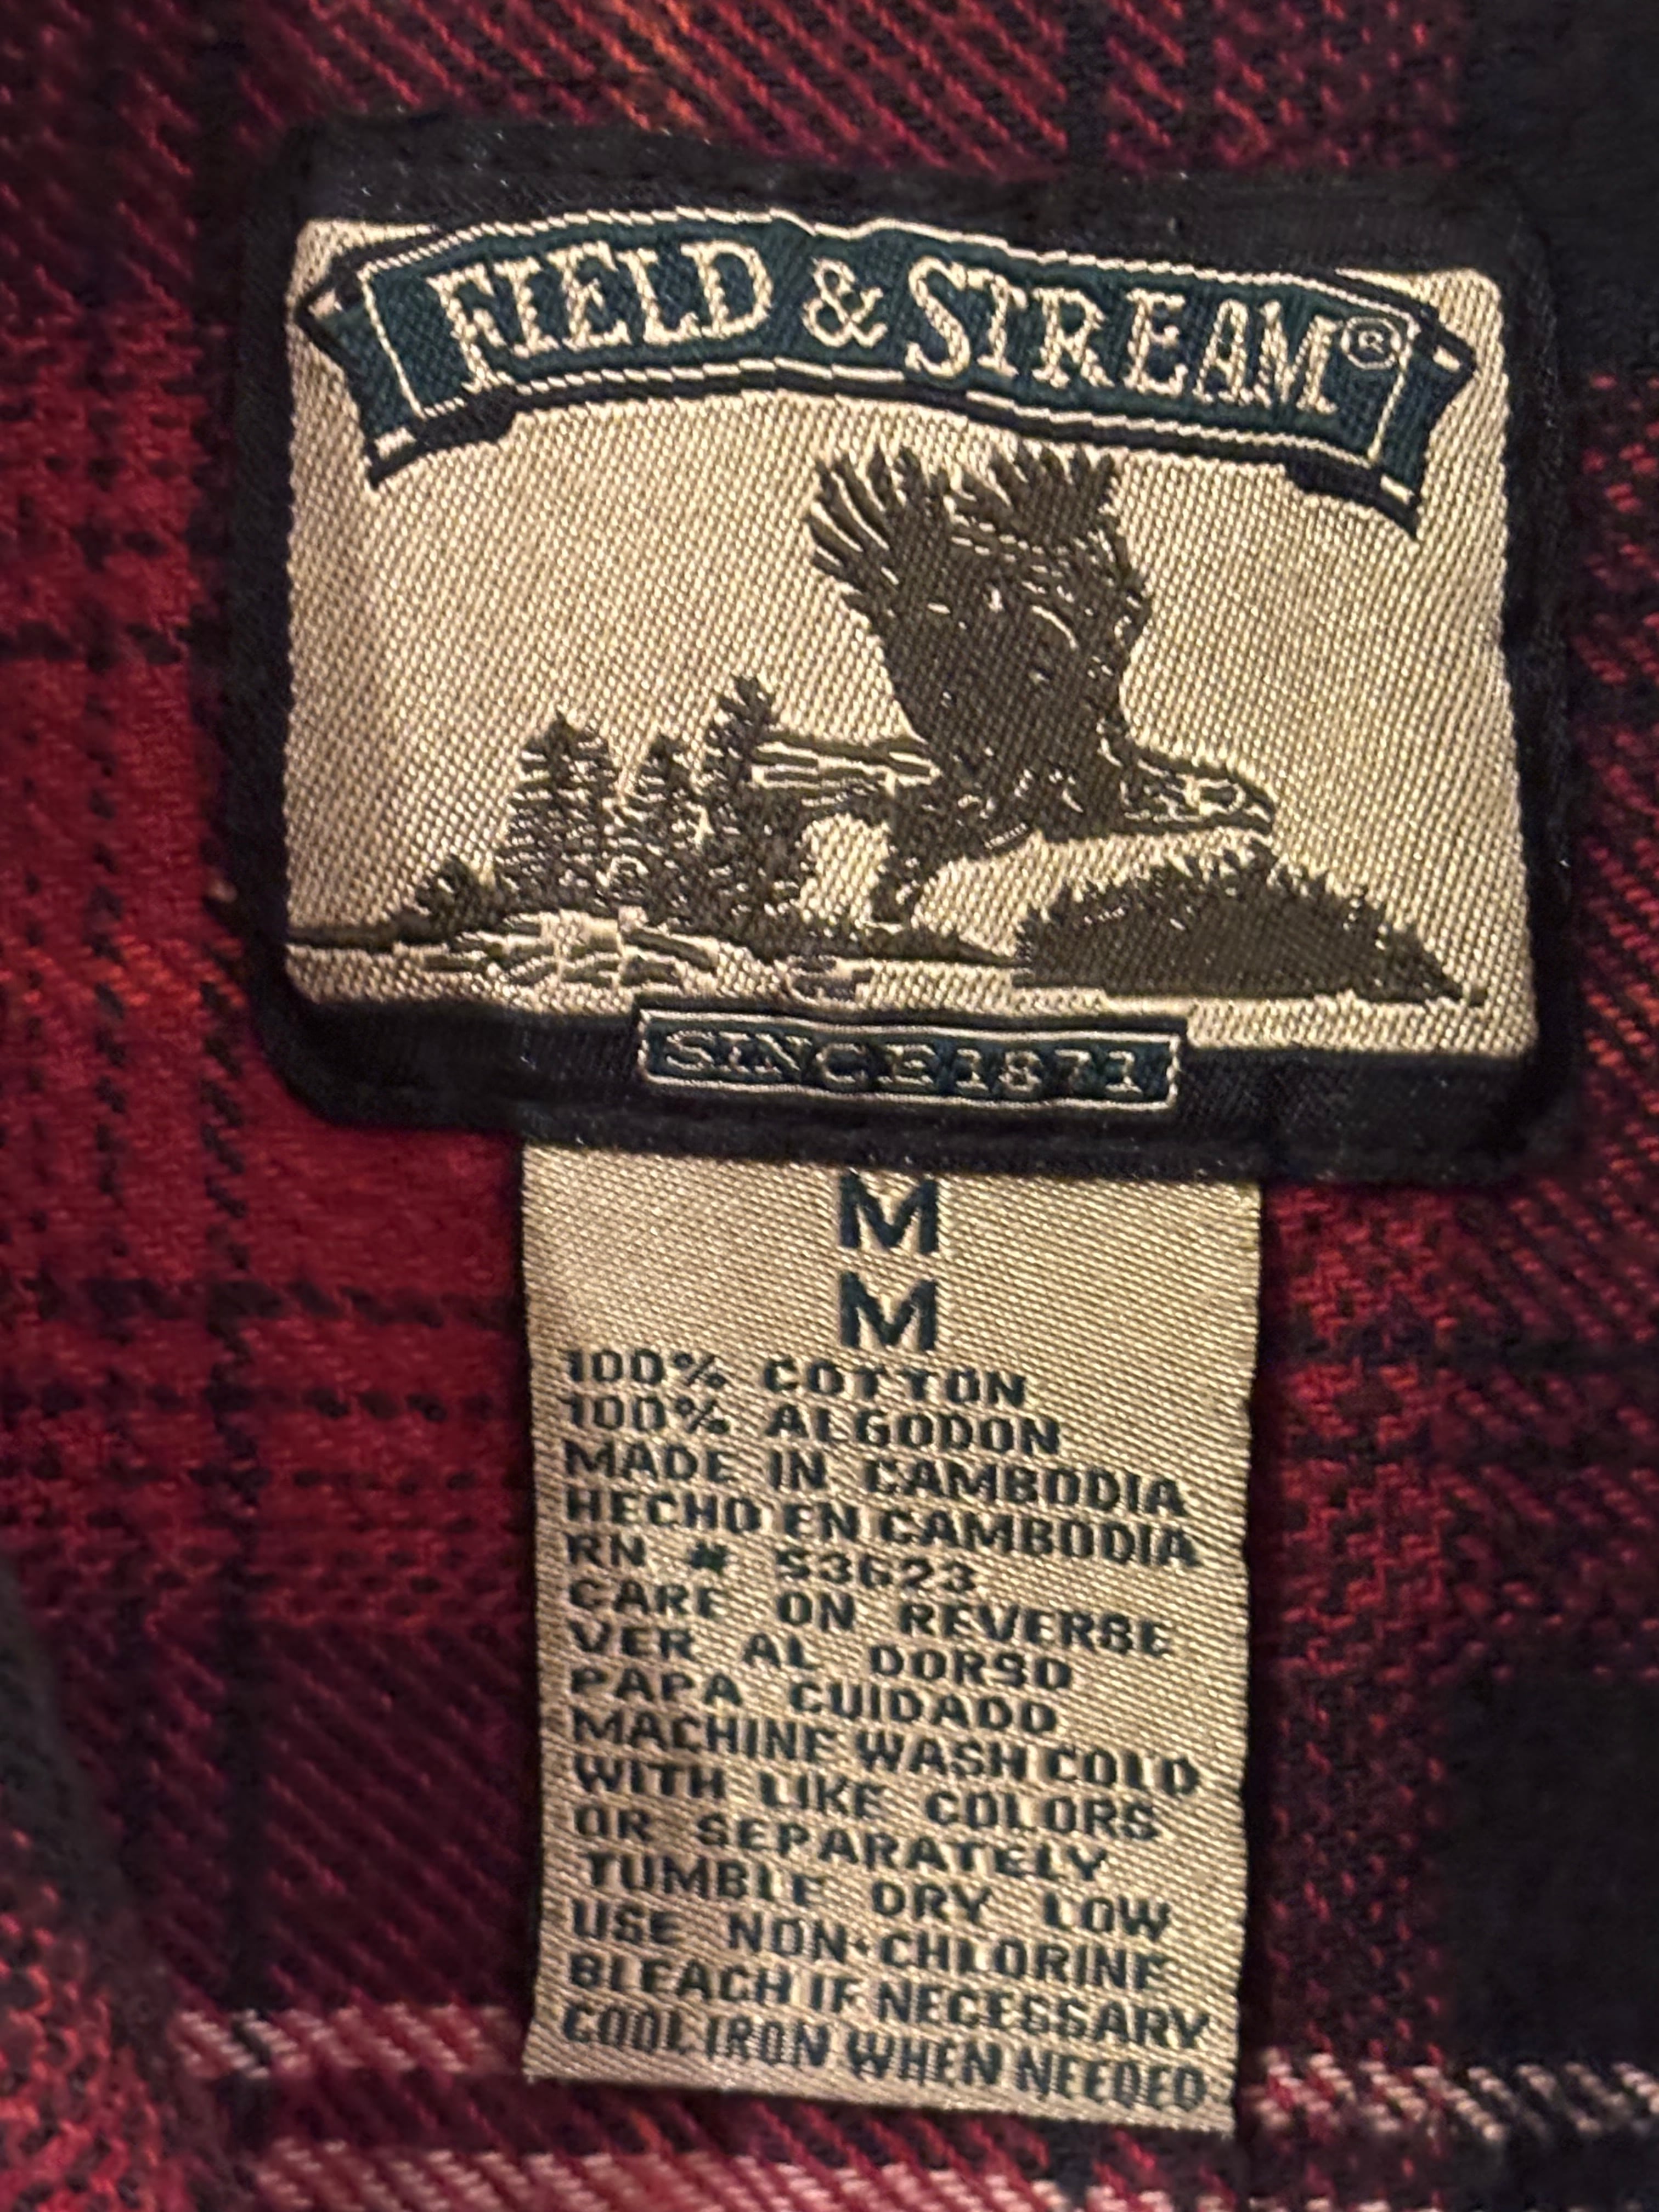 FIELD & STREAM®
SINCE 1871
M
M
100% COTTON
100% ALGODON
MADE IN CAMBODIA
HECHO EN CAMBODIA
RN # 53623
CARE ON REVERSE
VER AL DORSO
PAPA CUIDADO
MACHINE WASH COLD
WITH LIKE COLORS
OR SEPARATELY
TUMBLE DRY LOW
USE NON-CHLORINE
BLEACH IF NECESSARY
COOL IRON WHEN NEEDED